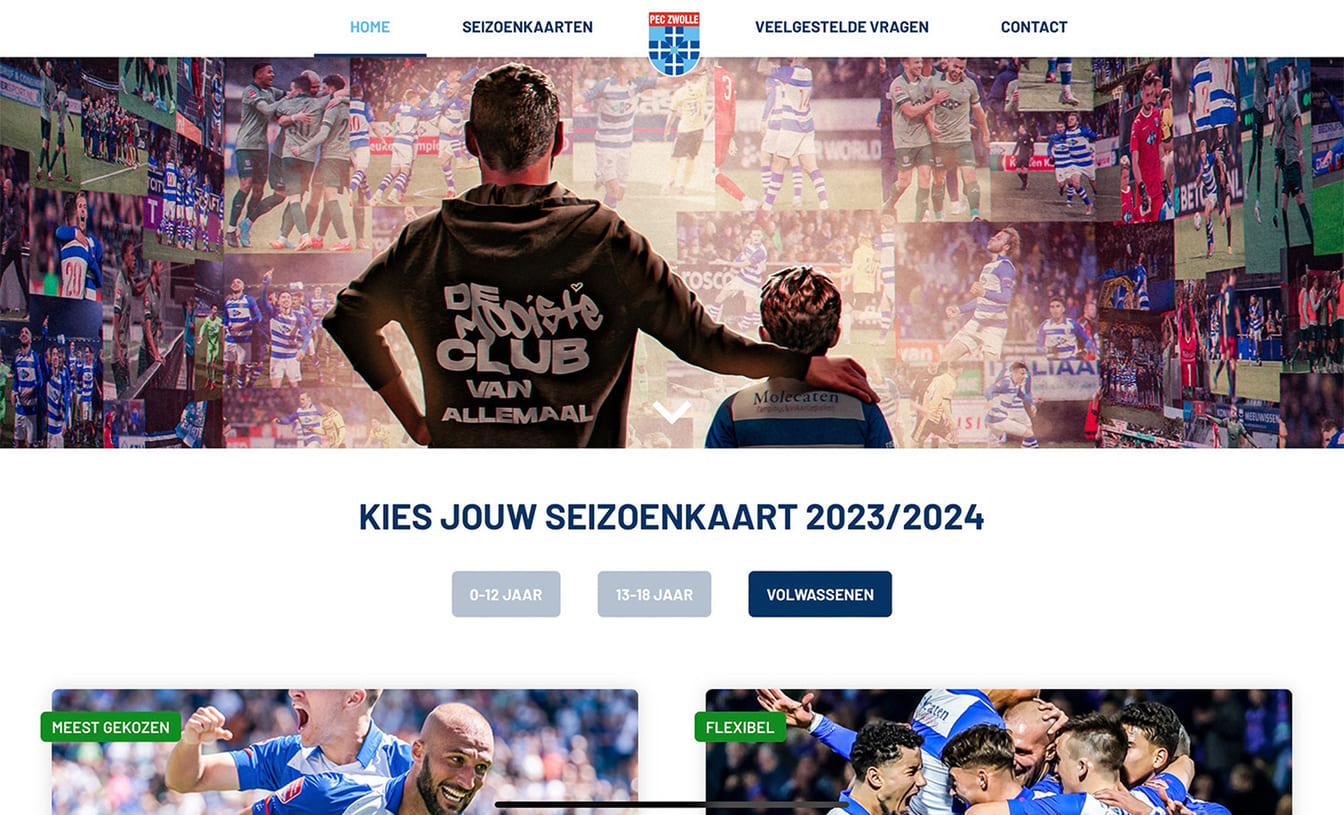 HOME
SEIZOENKAARTEN
PEC ZWOLLE
VEELGESTELDE VRAGEN
CONTACT
DE
MOOISTE
CLUB
VAN
ALLEMAAL
Molecaten
KIES JOUW SEIZOENKAART 2023/2024
0-12 JAAR
13-18 JAAR
VOLWASSENEN
MEEST GEKOZEN
FLEXIBEL